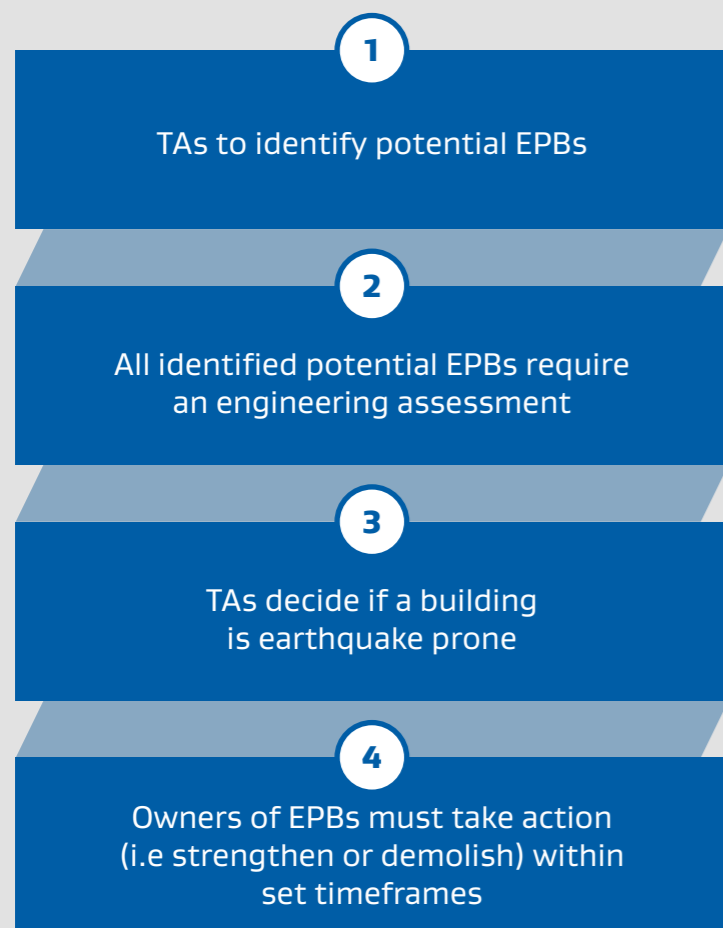 1
TAs to identify potential EPBs
2
All identified potential EPBs require
an engineering assessment
3
TAs decide if a building
is earthquake prone
4
Owners of EPBs must take action
(i.e strengthen or demolish) within
set timeframes